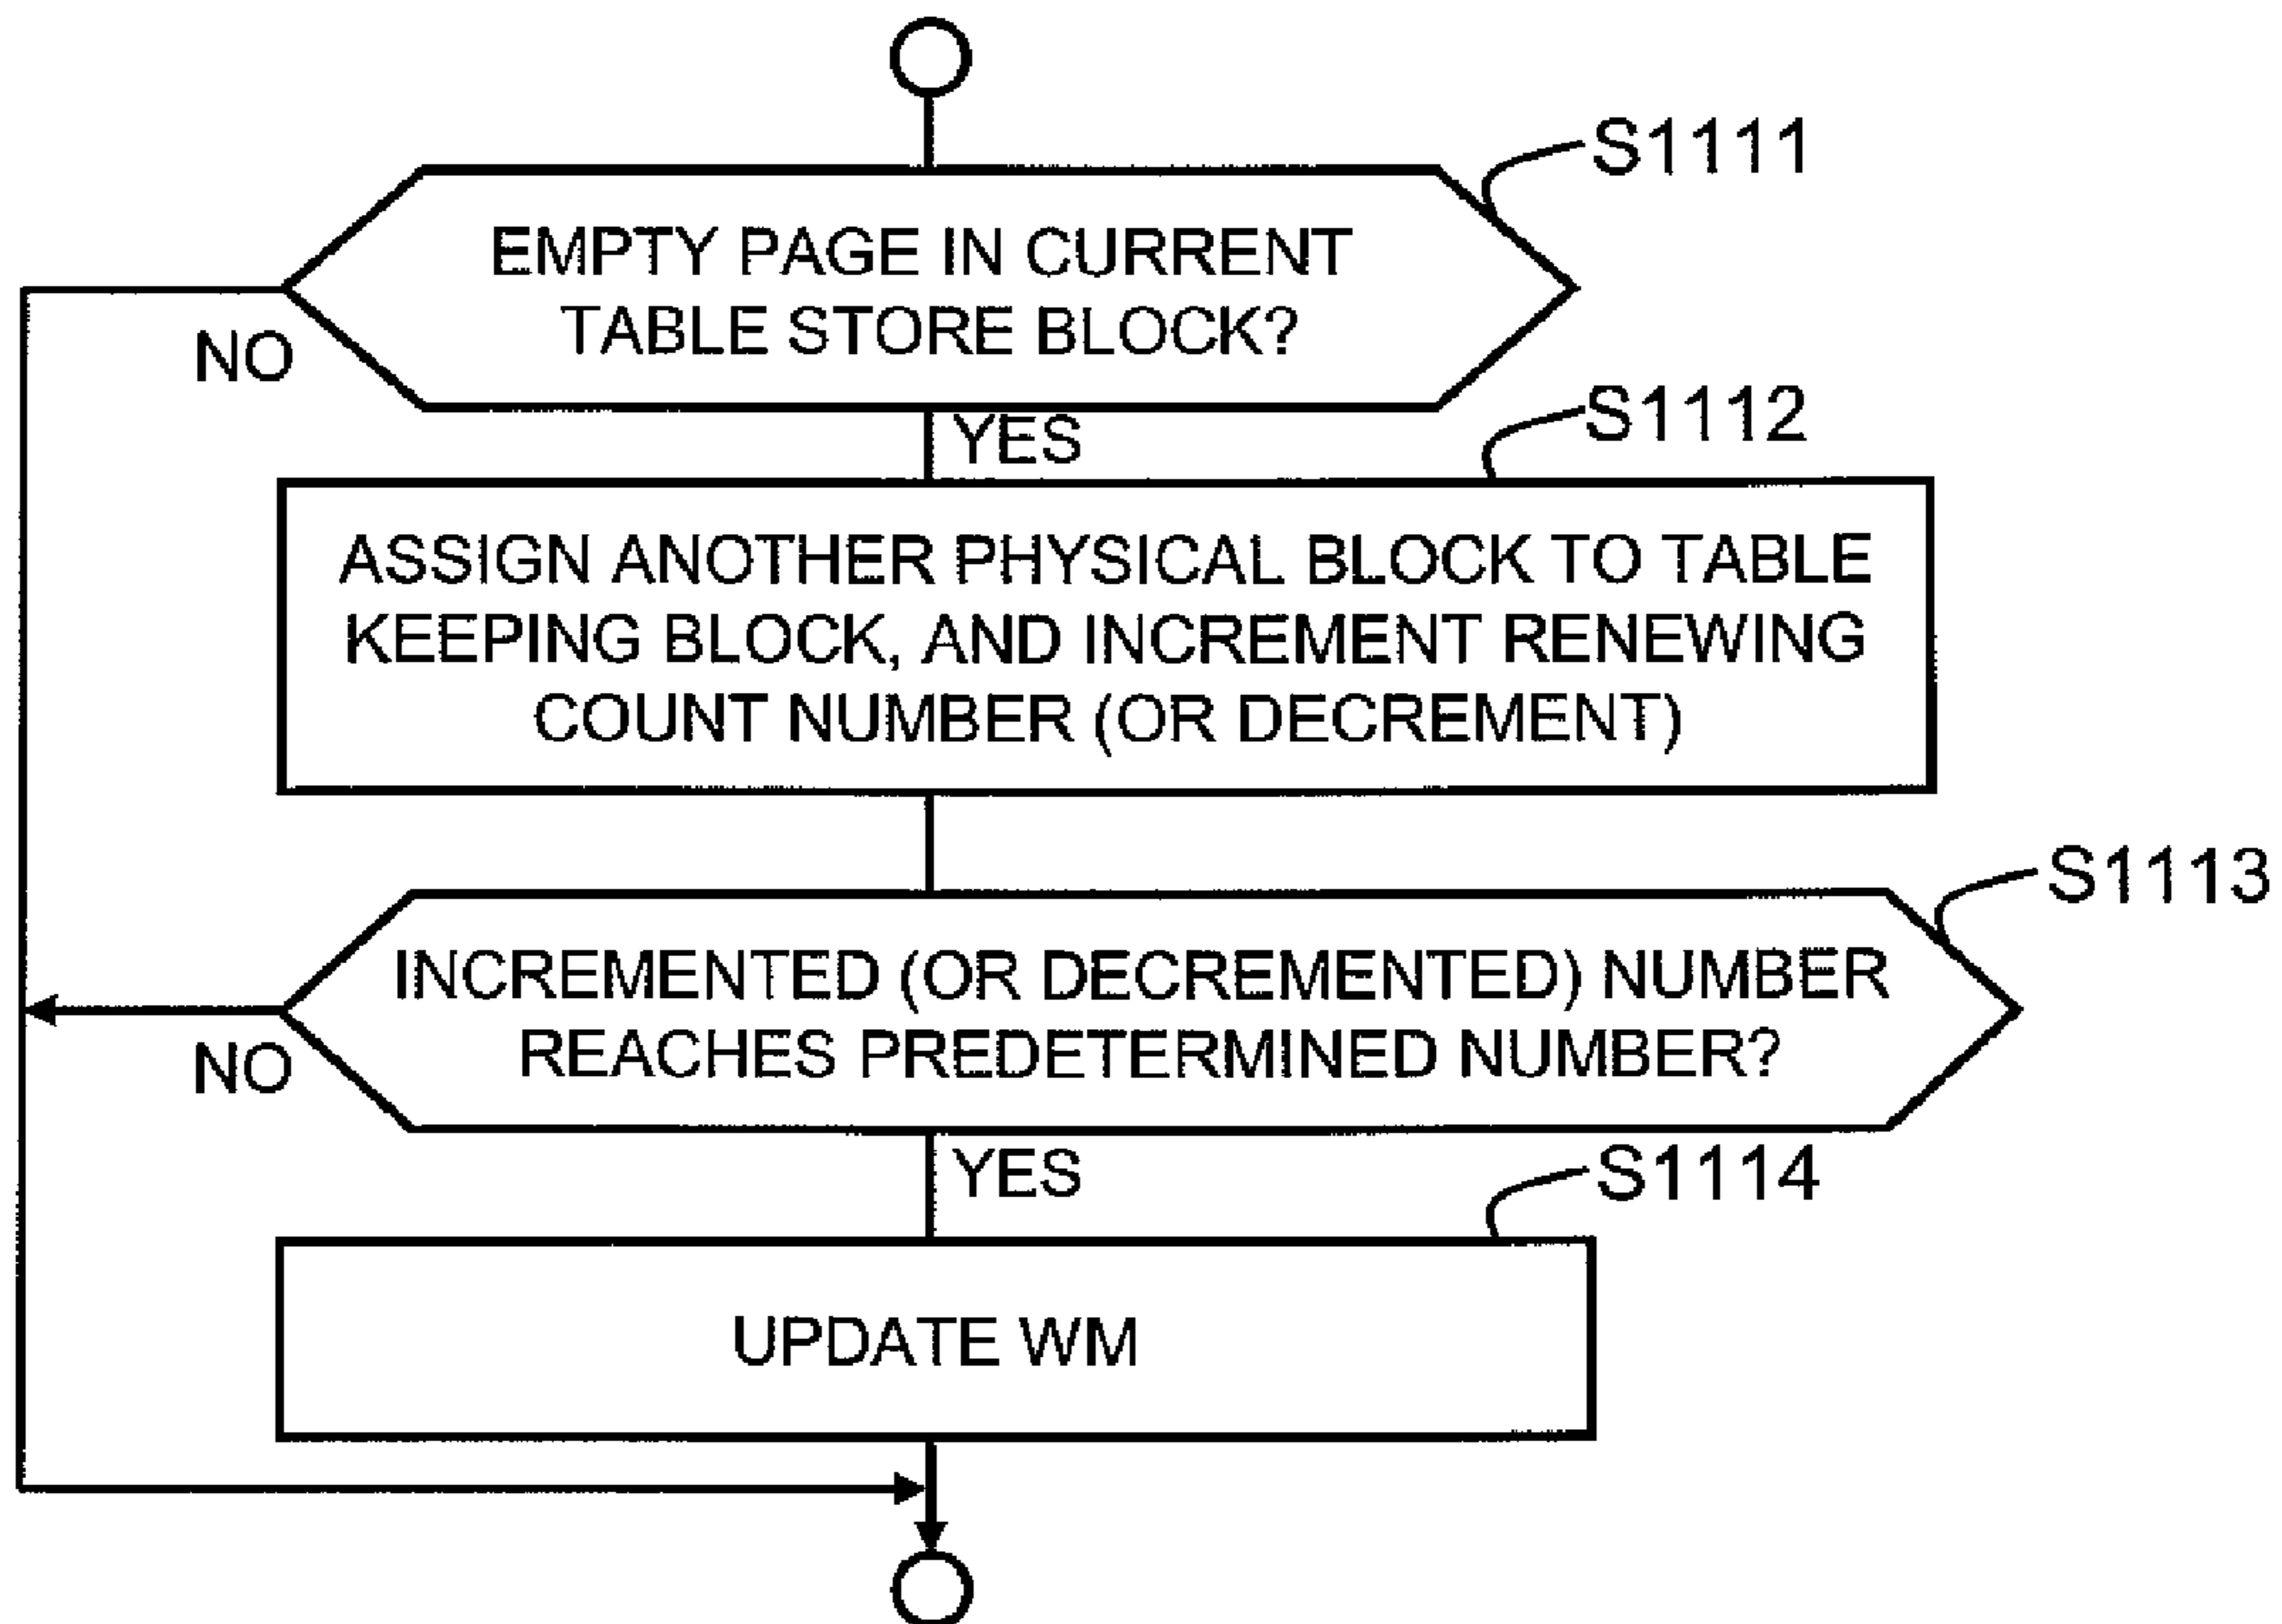 S1111
EMPTY PAGE IN CURRENT
TABLE STORE BLOCK?
NO
YES
S1112
ASSIGN ANOTHER PHYSICAL BLOCK TO TABLE
KEEPING BLOCK, AND INCREMENT RENEWING
COUNT NUMBER (OR DECREMENT)
S1113
INCREMENTED (OR DECREMENTED) NUMBER
REACHES PREDETERMINED NUMBER?
NO
YES
S1114
UPDATE WM